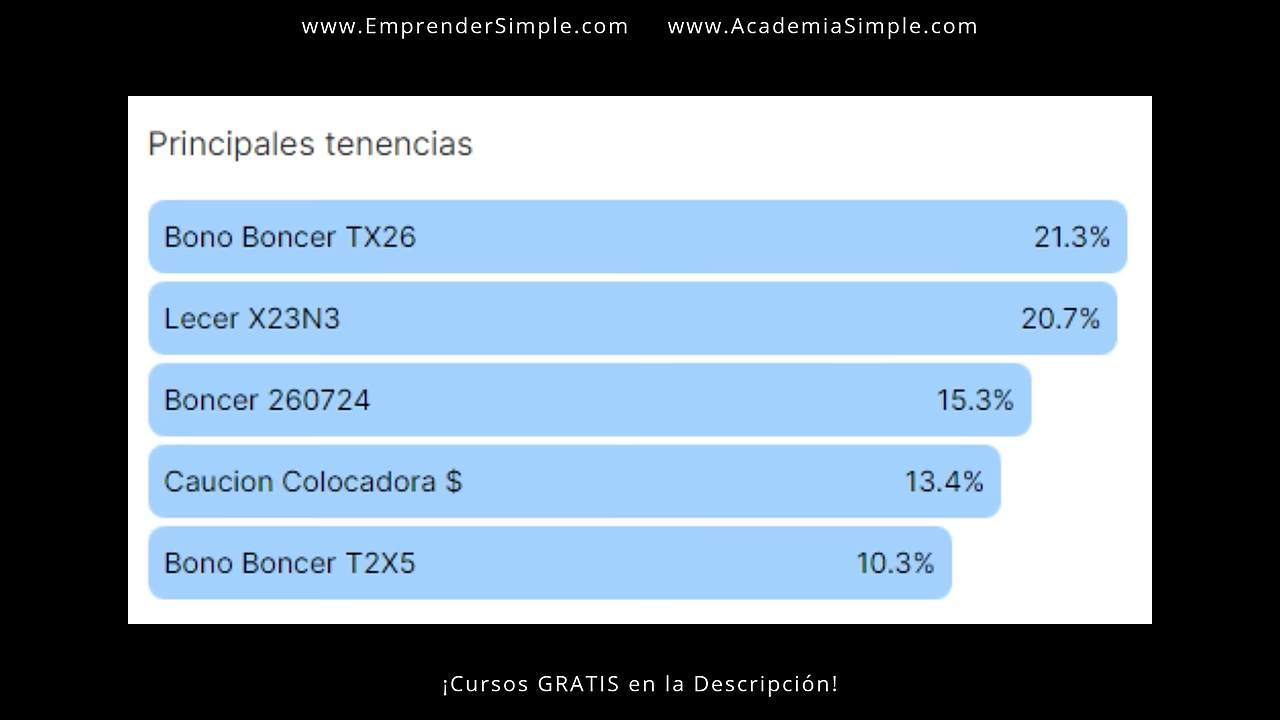 www.EmprenderSimple.com www.AcademiaSimple.com
Principales tenencias
Bono Boncer TX26 21.3%
Lecer X23N3 20.7%
Boncer 260724 15.3%
Caucion Colocadora $ 13.4%
Bono Boncer T2X5 10.3%
¡Cursos GRATIS en la Descripción!